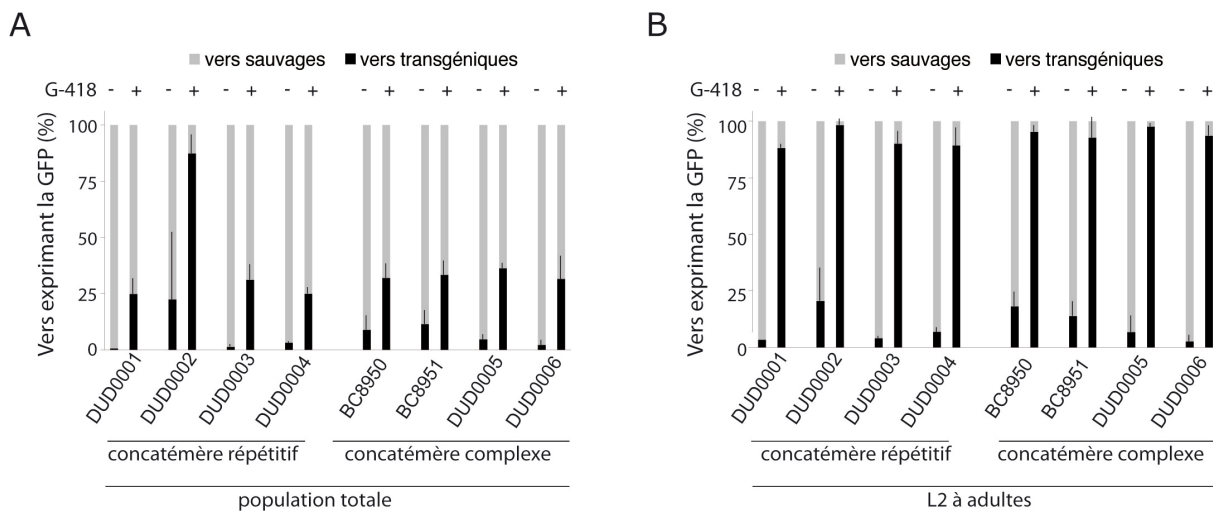 A
vers sauvages vers transgéniques
G-418 - + - + - + - + - + - + - + - +
Vers exprimant la GFP (%)
100
75
50
25
0
DUD0001 DUD0002 DUD0003 DUD0004 BC8950 BC8951 DUD0005 DUD0006
concatémère répétitif concatémère complexe
population totale
B
vers sauvages vers transgéniques
G-418 - + - + - + - + - + - + - + - +
Vers exprimant la GFP (%)
100
75
50
25
0
DUD0001 DUD0002 DUD0003 DUD0004 BC8950 BC8951 DUD0005 DUD0006
concatémère répétitif concatémère complexe
L2 à adultes